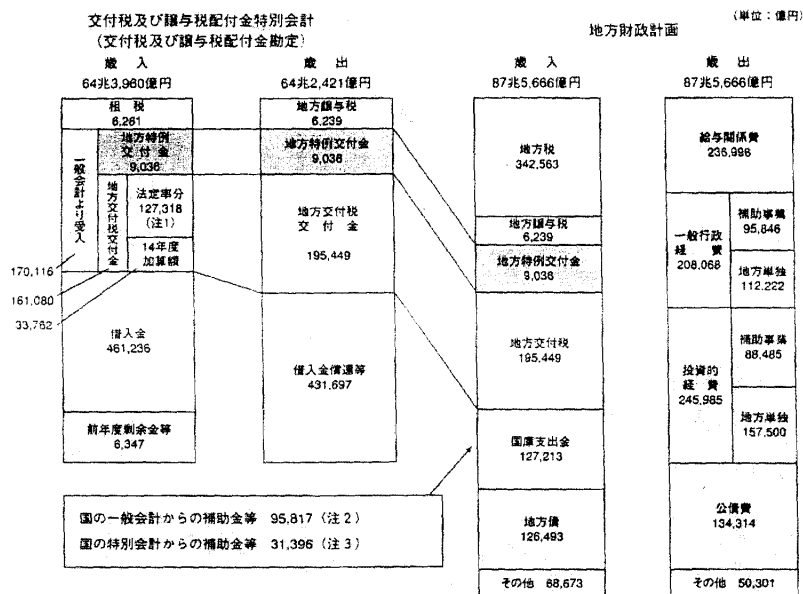 (単位：億円)
交付税及び譲与税配付金特別会計
(交付税及び譲与税配付金勘定)
地方財政計画
歳 入
64兆3,960億円
歳 出
64兆2,421億円
歳 入
87兆5,666億円
歳 出
87兆5,666億円
租 税
6,261
一般会計より受入
地方特例
交 付 金
9,036
地方交付税交付金
法定率分
127,318
(注1)
14年度
加算額
170,116
161,080
33,762
借入金
461,236
前年度剰余金等
6,347
地方譲与税
6,239
地方特例交付金
9,036
地方交付税
交 付 金
195,449
借入金償還等
431,697
地方税
342,563
地方譲与税
6,239
地方特例交付金
9,036
地方交付税
195,449
国庫支出金
127,213
地方債
126,493
その他 68,673
給与関係費
236,998
一般行政
経 費
208,068
補助事業
95,846
地方単独
112,222
投資的
経 費
245,985
補助事業
88,485
地方単独
157,500
公債費
134,314
その他 50,301
国の一般会計からの補助金等 95,817 (注2)
国の特別会計からの補助金等 31,396 (注3)